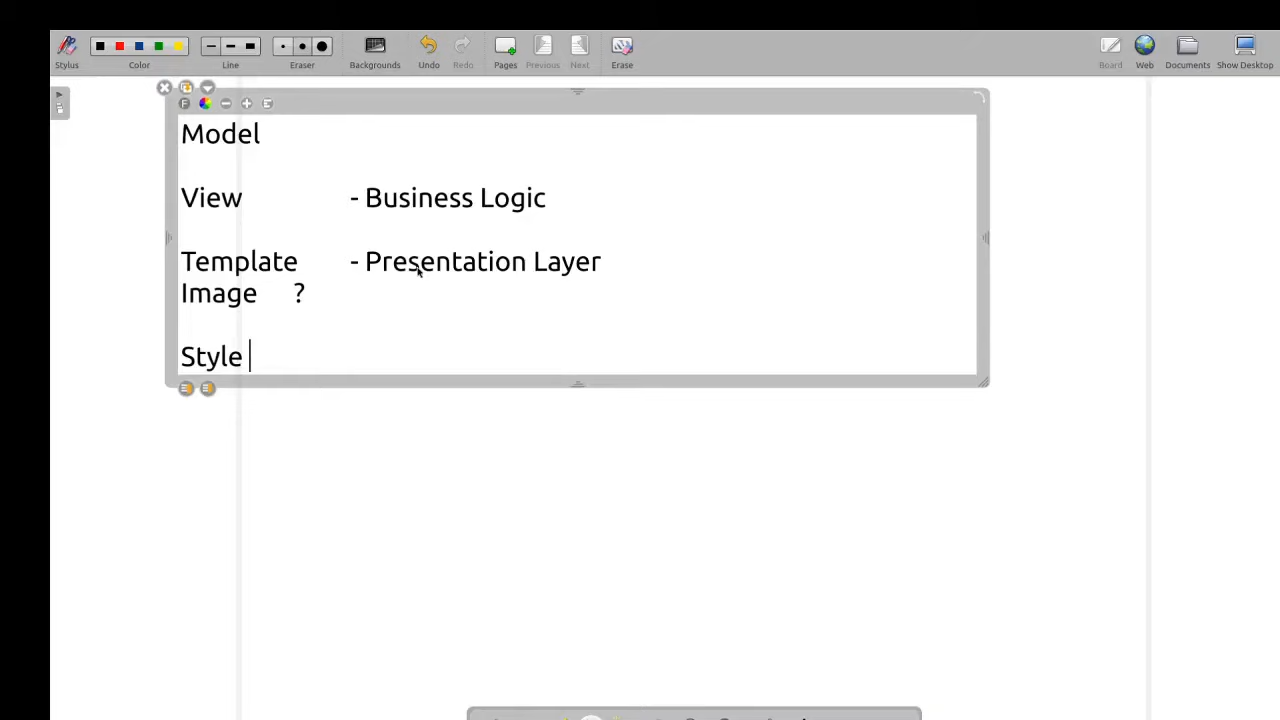 Stylus
Color
Line
Eraser
Backgrounds
Undo
Redo
Pages
Previous
Next
Erase
Board
Web
Documents
Show Desktop
F
Model
View - Business Logic
Template - Presentation Layer
Image ?
Style